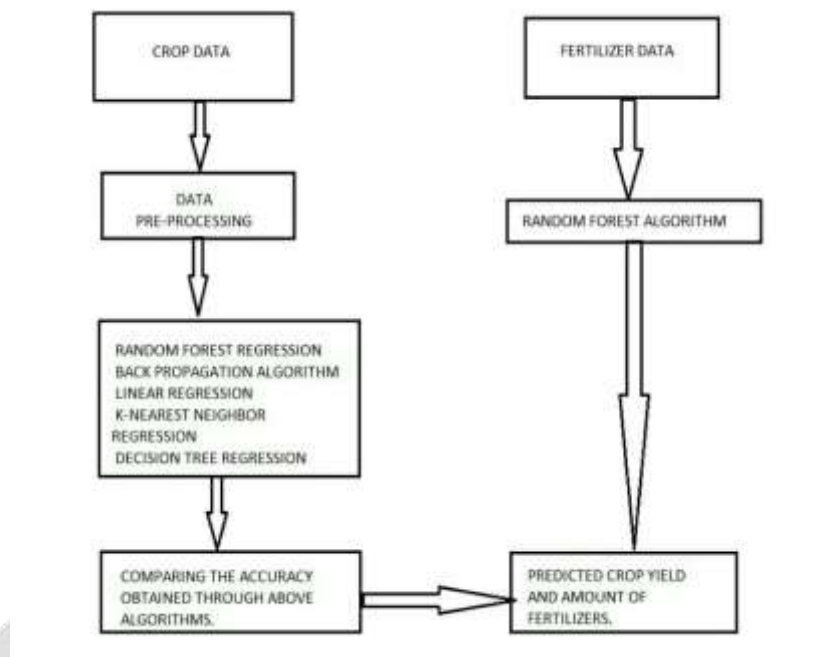 CROP DATA
FERTILIZER DATA
DATA
PRE-PROCESSING
RANDOM FOREST ALGORITHM
RANDOM FOREST REGRESSION
BACK PROPAGATION ALGORITHM
LINEAR REGRESSION
K-NEAREST NEIGHBOR
REGRESSION
DECISION TREE REGRESSION
COMPARING THE ACCURACY
OBTAINED THROUGH ABOVE
ALGORITHMS.
PREDICTED CROP YIELD
AND AMOUNT OF
FERTILIZERS.